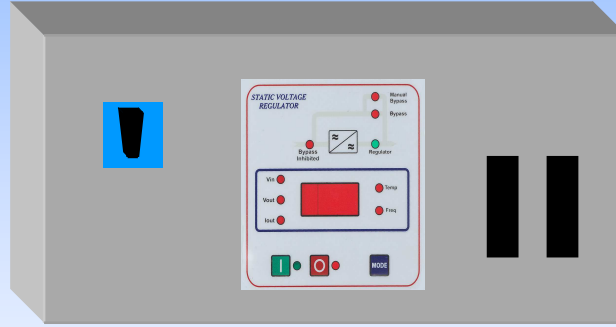 STATIC VOLTAGE
REGULATOR
Manual
Bypass
Bypass
Bypass
Inhibited
Regulator
Vin
Vout
Iout
Temp
Freq
I
O
MODE